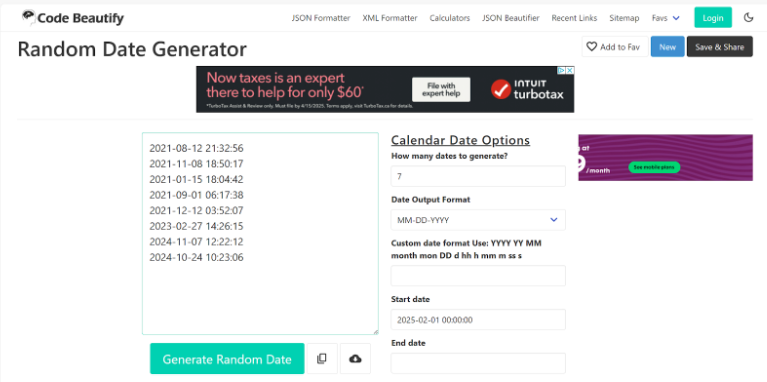 Code Beautify
JSON Formatter XML Formatter Calculators JSON Beautifier Recent Links Sitemap Favs Login
Random Date Generator
Add to Fav New Save & Share
Now taxes is an expert
there to help for only $60*
*TurboTax Assist & Review only. Must file by 4/15/2025. Terms apply, visit TurboTax.ca for details.
File with
expert help
INTUIT
turbotax
2021-08-12 21:32:56
2021-11-08 18:50:17
2021-01-15 18:04:42
2021-09-01 06:17:38
2021-12-12 03:52:07
2023-02-27 14:26:15
2024-11-07 12:22:12
2024-10-24 10:23:06
Generate Random Date
Calendar Date Options
How many dates to generate?
7
Date Output Format
MM-DD-YYYY
Custom date format Use: YYYY YY MM
month mon DD d hh h mm m ss s
Start date
2025-02-01 00:00:00
End date
at
9
/month
See mobile plans